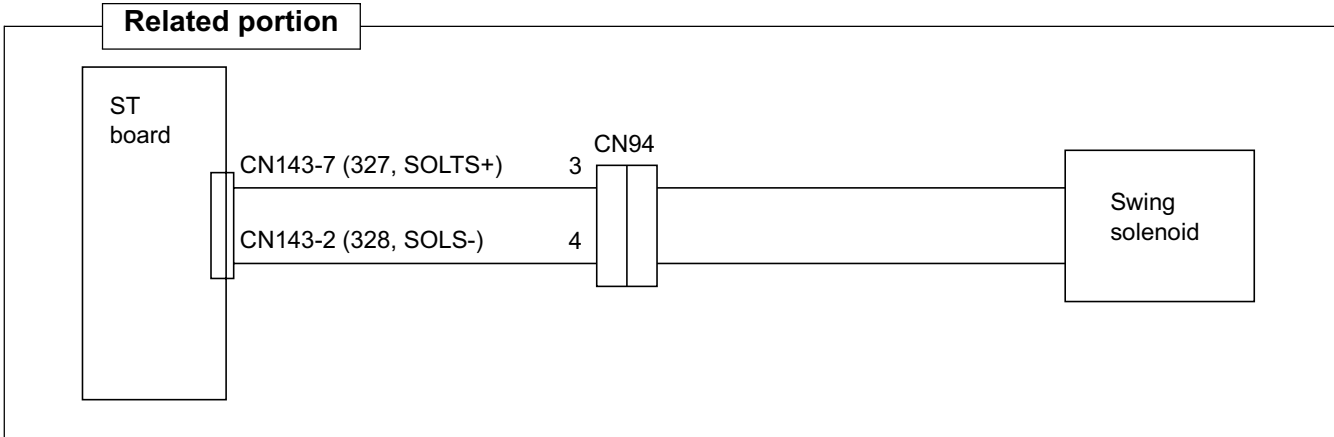 Related portion
ST
board
CN94
CN143-7 (327, SOLTS+)
3
CN143-2 (328, SOLS-)
4
Swing
solenoid